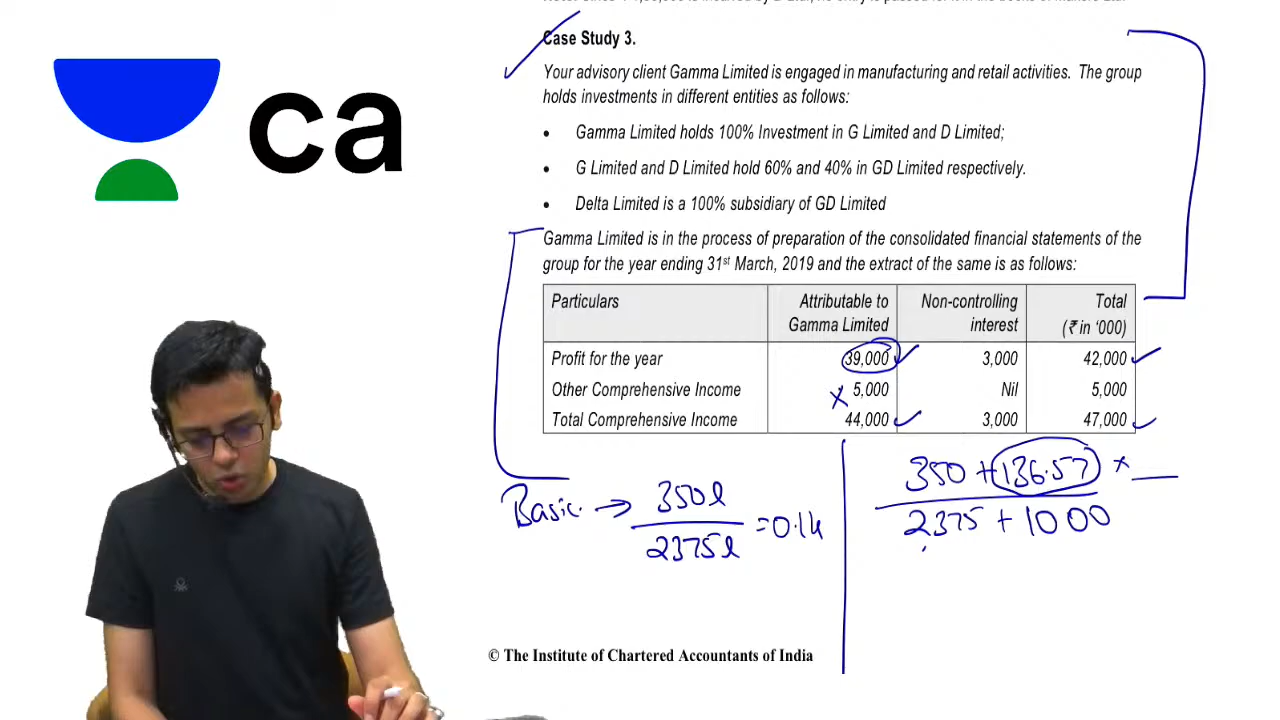 ca
Case Study 3.
Your advisory client Gamma Limited is engaged in manufacturing and retail activities. The group
holds investments in different entities as follows:
• Gamma Limited holds 100% Investment in G Limited and D Limited;
• G Limited and D Limited hold 60% and 40% in GD Limited respectively.
• Delta Limited is a 100% subsidiary of GD Limited
Gamma Limited is in the process of preparation of the consolidated financial statements of the
group for the year ending 31st March, 2019 and the extract of the same is as follows:
Particulars Attributable to Gamma Limited Non-controlling interest Total (₹ in ‘000)
Profit for the year 39,000 3,000 42,000
Other Comprehensive Income 5,000 Nil 5,000
Total Comprehensive Income 44,000 3,000 47,000
Basic → 350l
2375l
=0.14
350 + 136.57 ×
2375 + 1000
© The Institute of Chartered Accountants of India